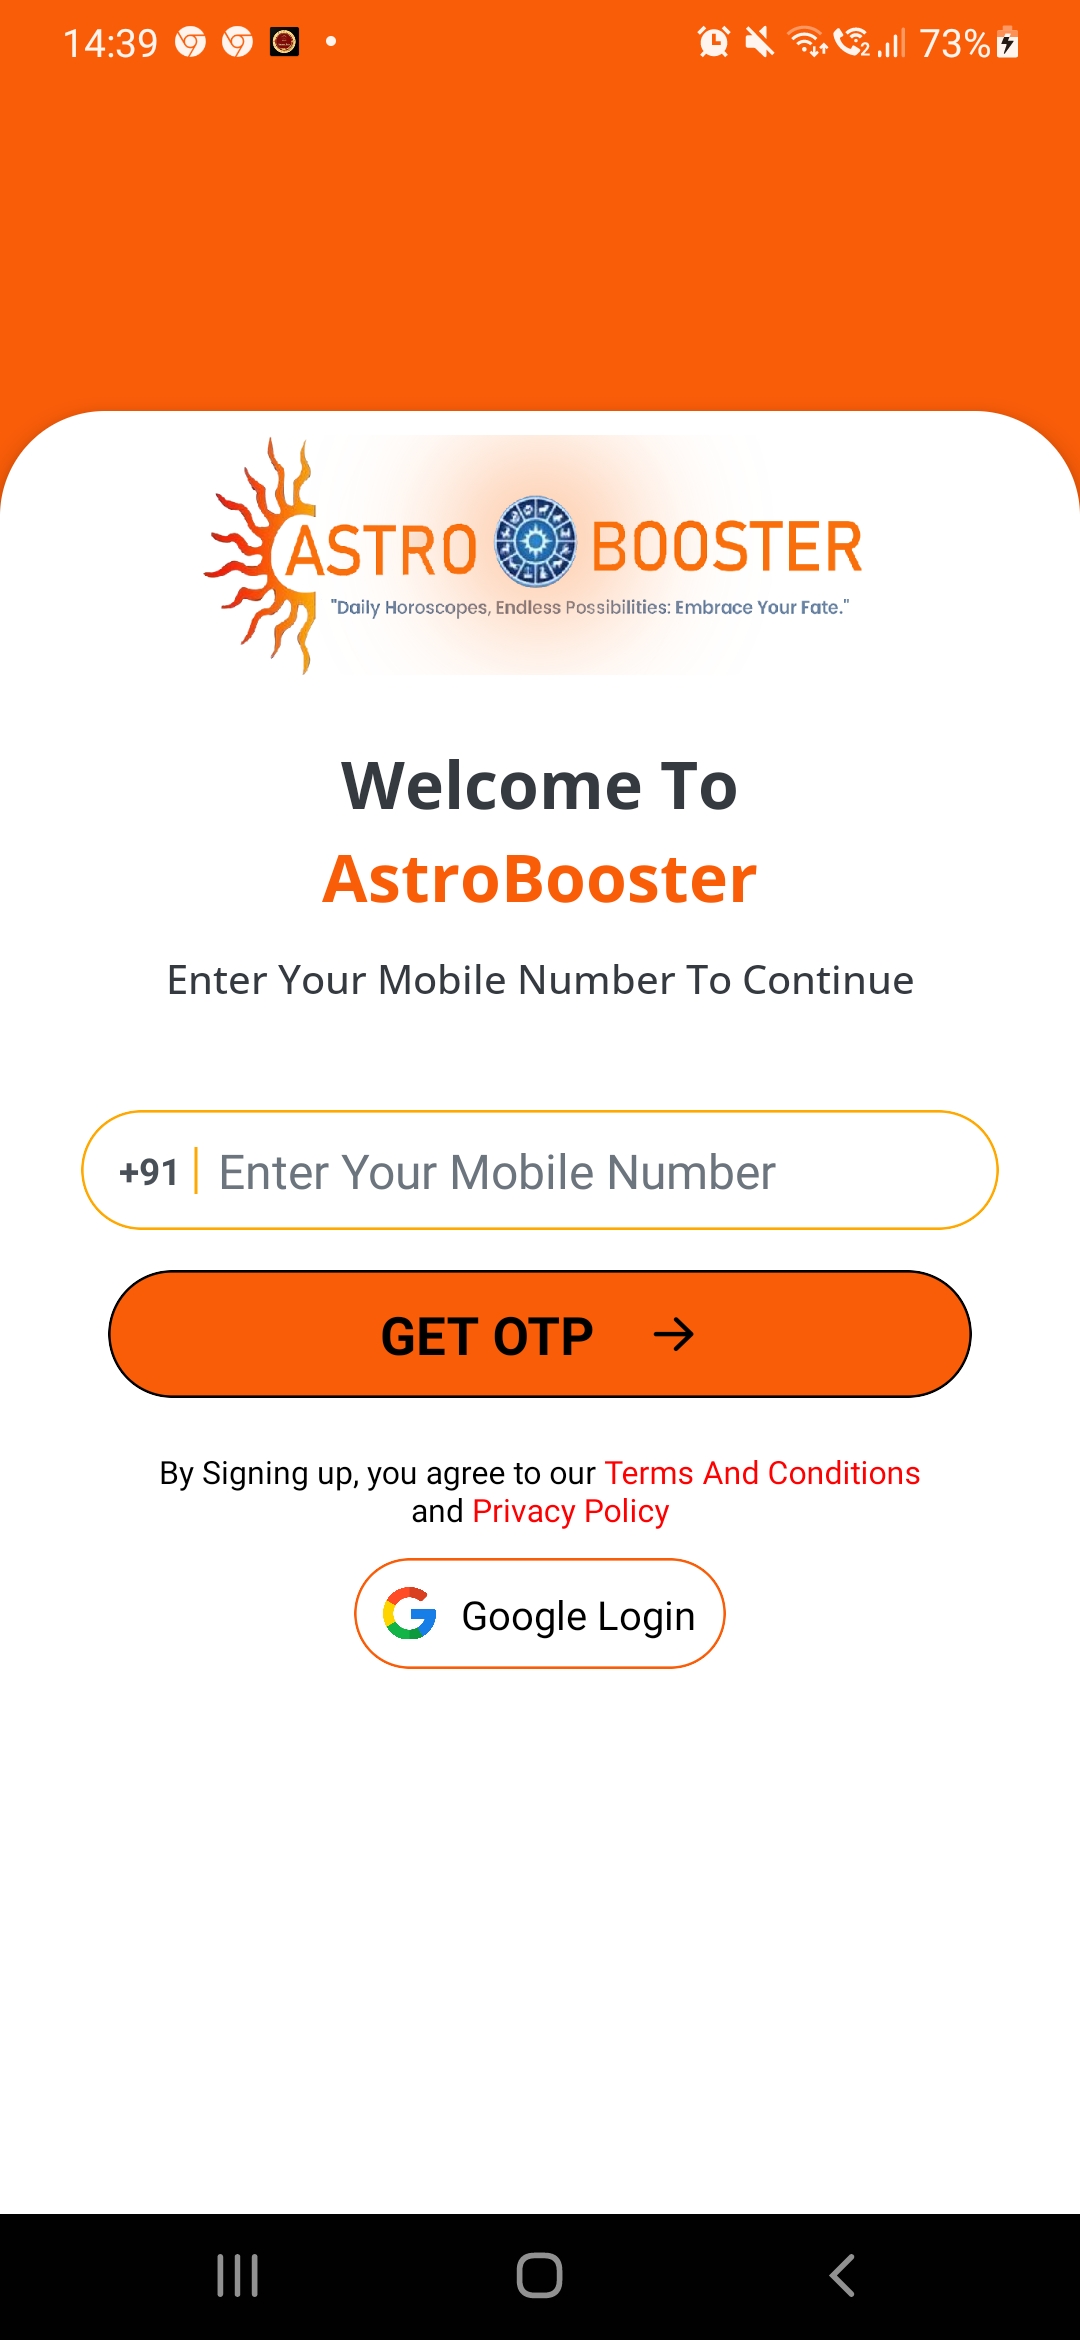 14:39 73%
ASTRO BOOSTER
"Daily Horoscopes, Endless Possibilities: Embrace Your Fate."
Welcome To
AstroBooster
Enter Your Mobile Number To Continue
+91 Enter Your Mobile Number
GET OTP
By Signing up, you agree to our Terms And Conditions
and Privacy Policy
Google Login